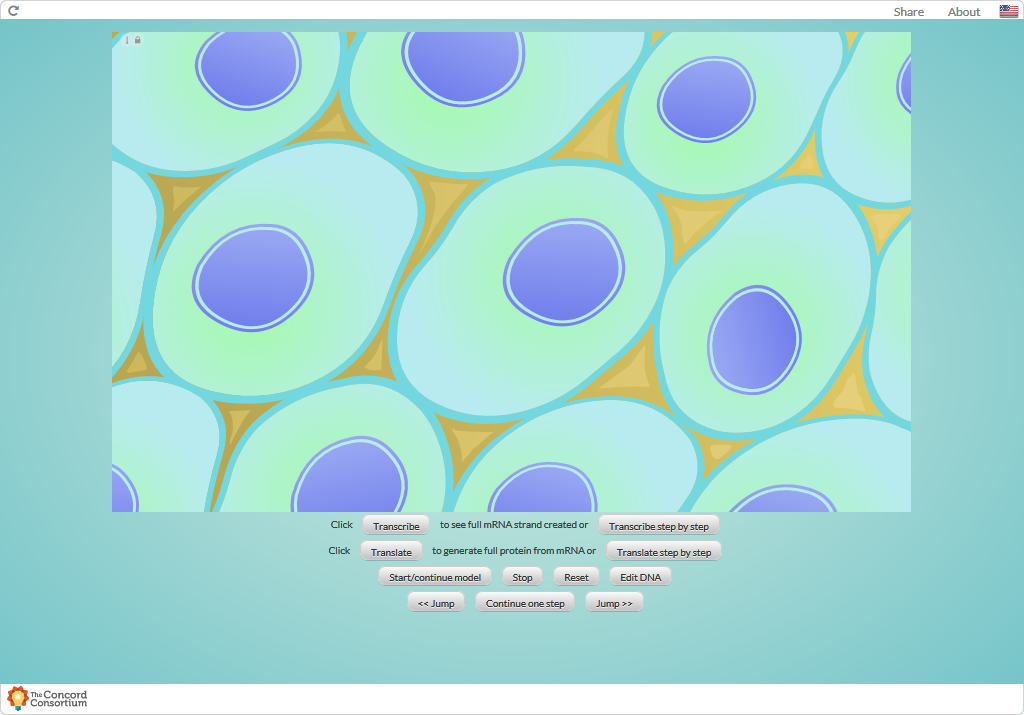 Share About
Click Transcribe to see full mRNA strand created or Transcribe step by step
Click Translate to generate full protein from mRNA or Translate step by step
Start/continue model Stop Reset Edit DNA
<< Jump Continue one step Jump >>
The Concord
Consortium